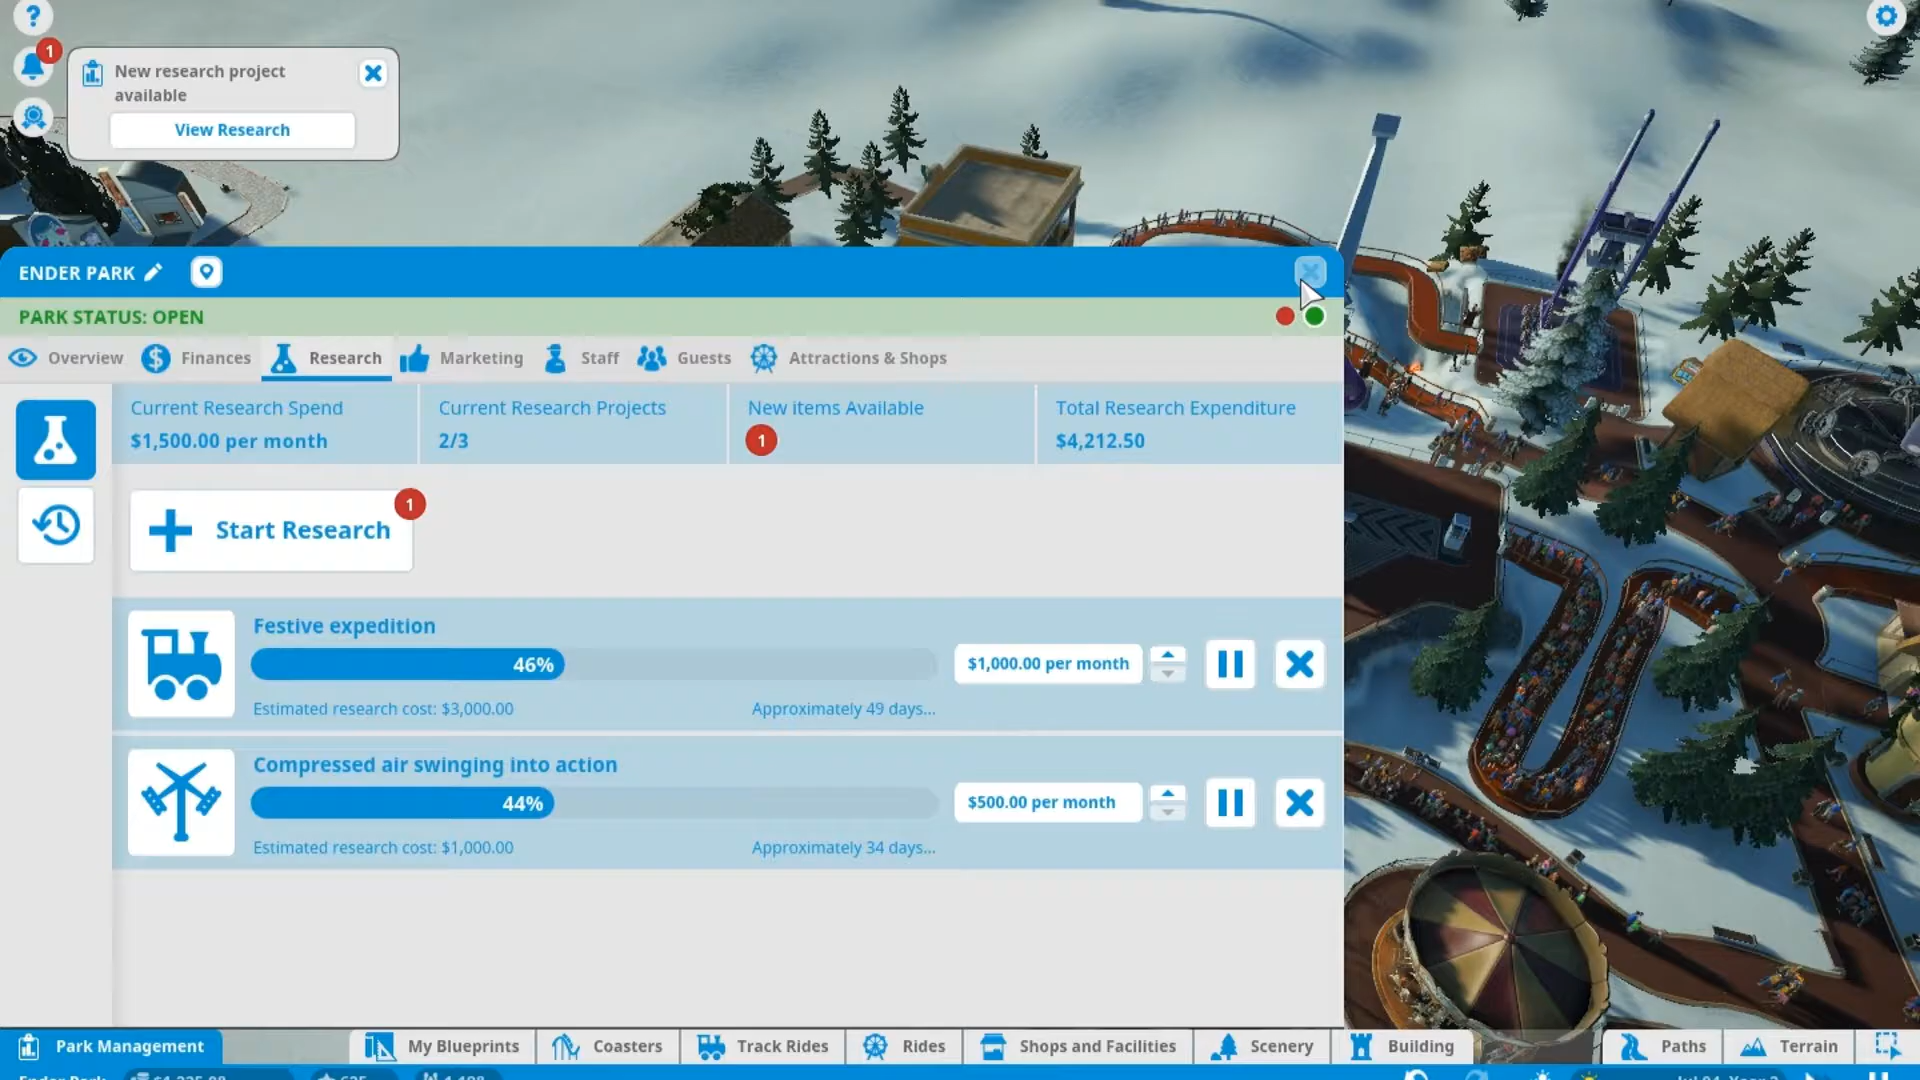 ?
1
New research project
available
View Research
ENDER PARK
PARK STATUS: OPEN
Overview
Finances
Research
Marketing
Staff
Guests
Attractions & Shops
Current Research Spend
$1,500.00 per month
Current Research Projects
2/3
New items Available
1
Total Research Expenditure
$4,212.50
Start Research
1
Festive expedition
46%
$1,000.00 per month
Estimated research cost: $3,000.00
Approximately 49 days...
Compressed air swinging into action
44%
$500.00 per month
Estimated research cost: $1,000.00
Approximately 34 days...
Park Management
My Blueprints
Coasters
Track Rides
Rides
Shops and Facilities
Scenery
Building
Paths
Terrain
Ender Park